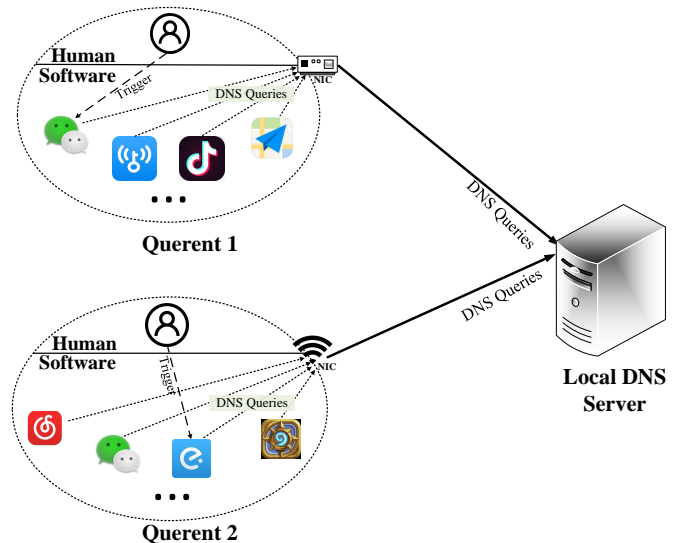 Human
Software
Trigger
DNS Queries
NIC
Querent 1
DNS Queries
Human
Software
Trigger
DNS Queries
NIC
Querent 2
DNS Queries
Local DNS
Server